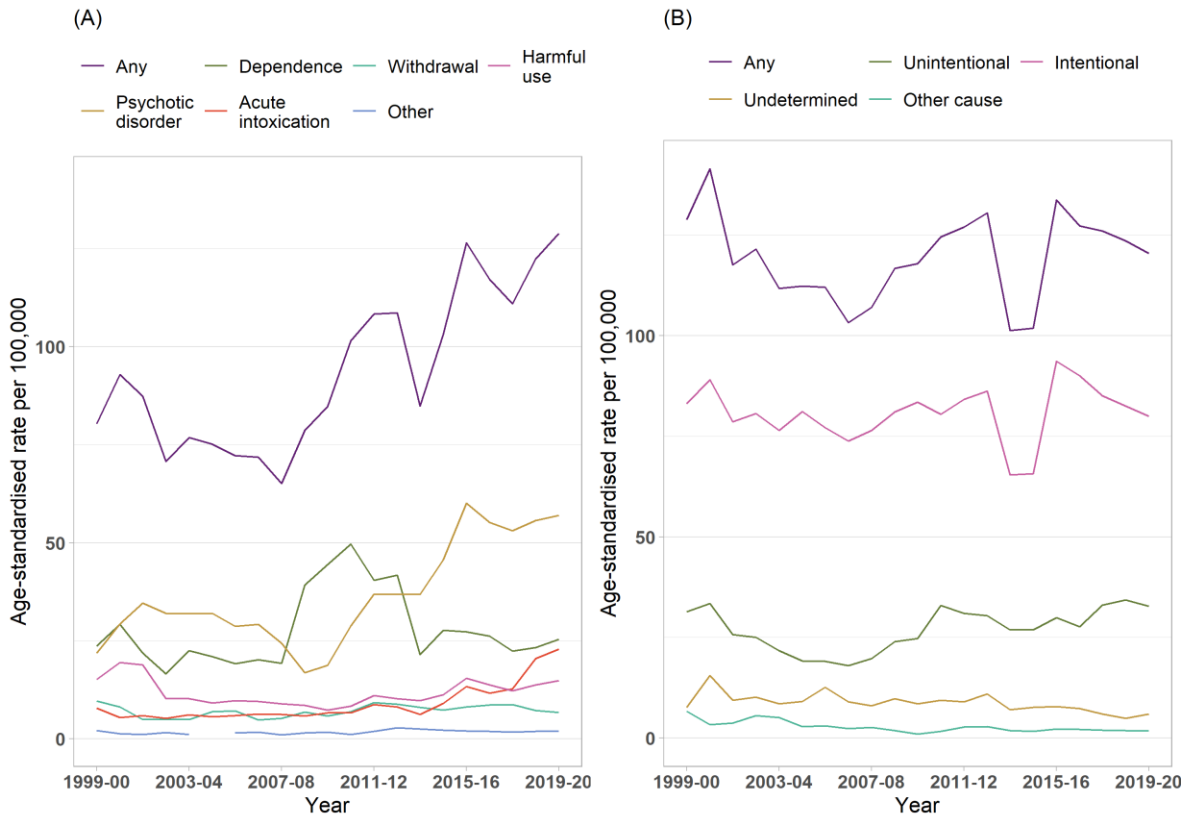 (A)
Any
Dependence
Withdrawal
Harmful
use
Psychotic
disorder
Acute
intoxication
Other
Age-standardised rate per 100,000
100
50
0
1999-00 2003-04 2007-08 2011-12 2015-16 2019-20
Year
(B)
Any
Unintentional
Intentional
Undetermined
Other cause
Age-standardised rate per 100,000
100
50
0
1999-00 2003-04 2007-08 2011-12 2015-16 2019-20
Year